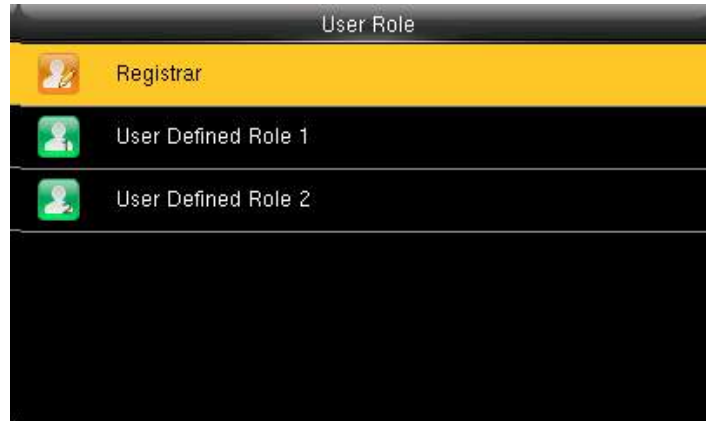 User Role
Registrar
User Defined Role 1
User Defined Role 2